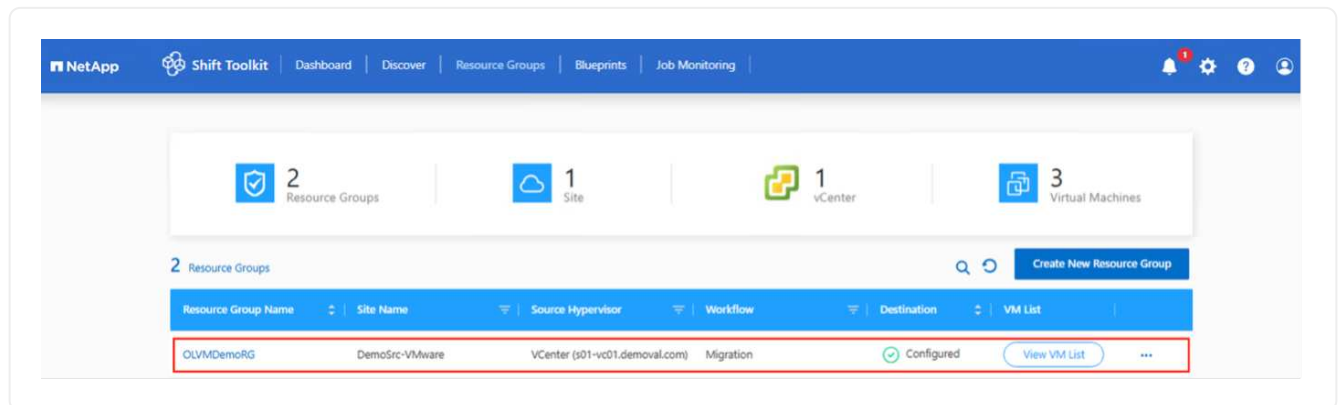 NetApp Shift Toolkit Dashboard Discover Resource Groups Blueprints Job Monitoring 1
2 Resource Groups
1 Site
1 vCenter
3 Virtual Machines
2 Resource Groups Create New Resource Group
Resource Group Name Site Name Source Hypervisor Workflow Destination VM List
OLVMDemoRG DemoSrc-VMware VCenter (s01-vc01.demoval.com) Migration Configured View VM List ...